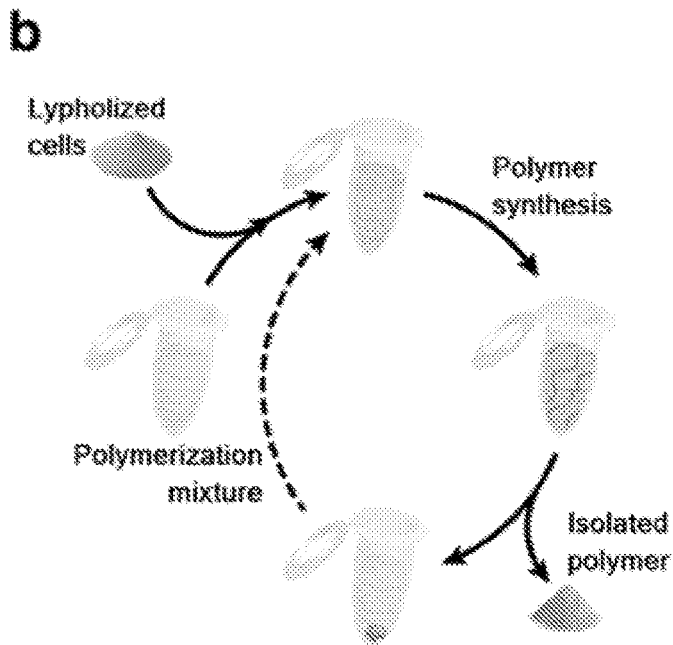 b
Lypholized
cells
Polymer
synthesis
Polymerization
mixture
Isolated
polymer